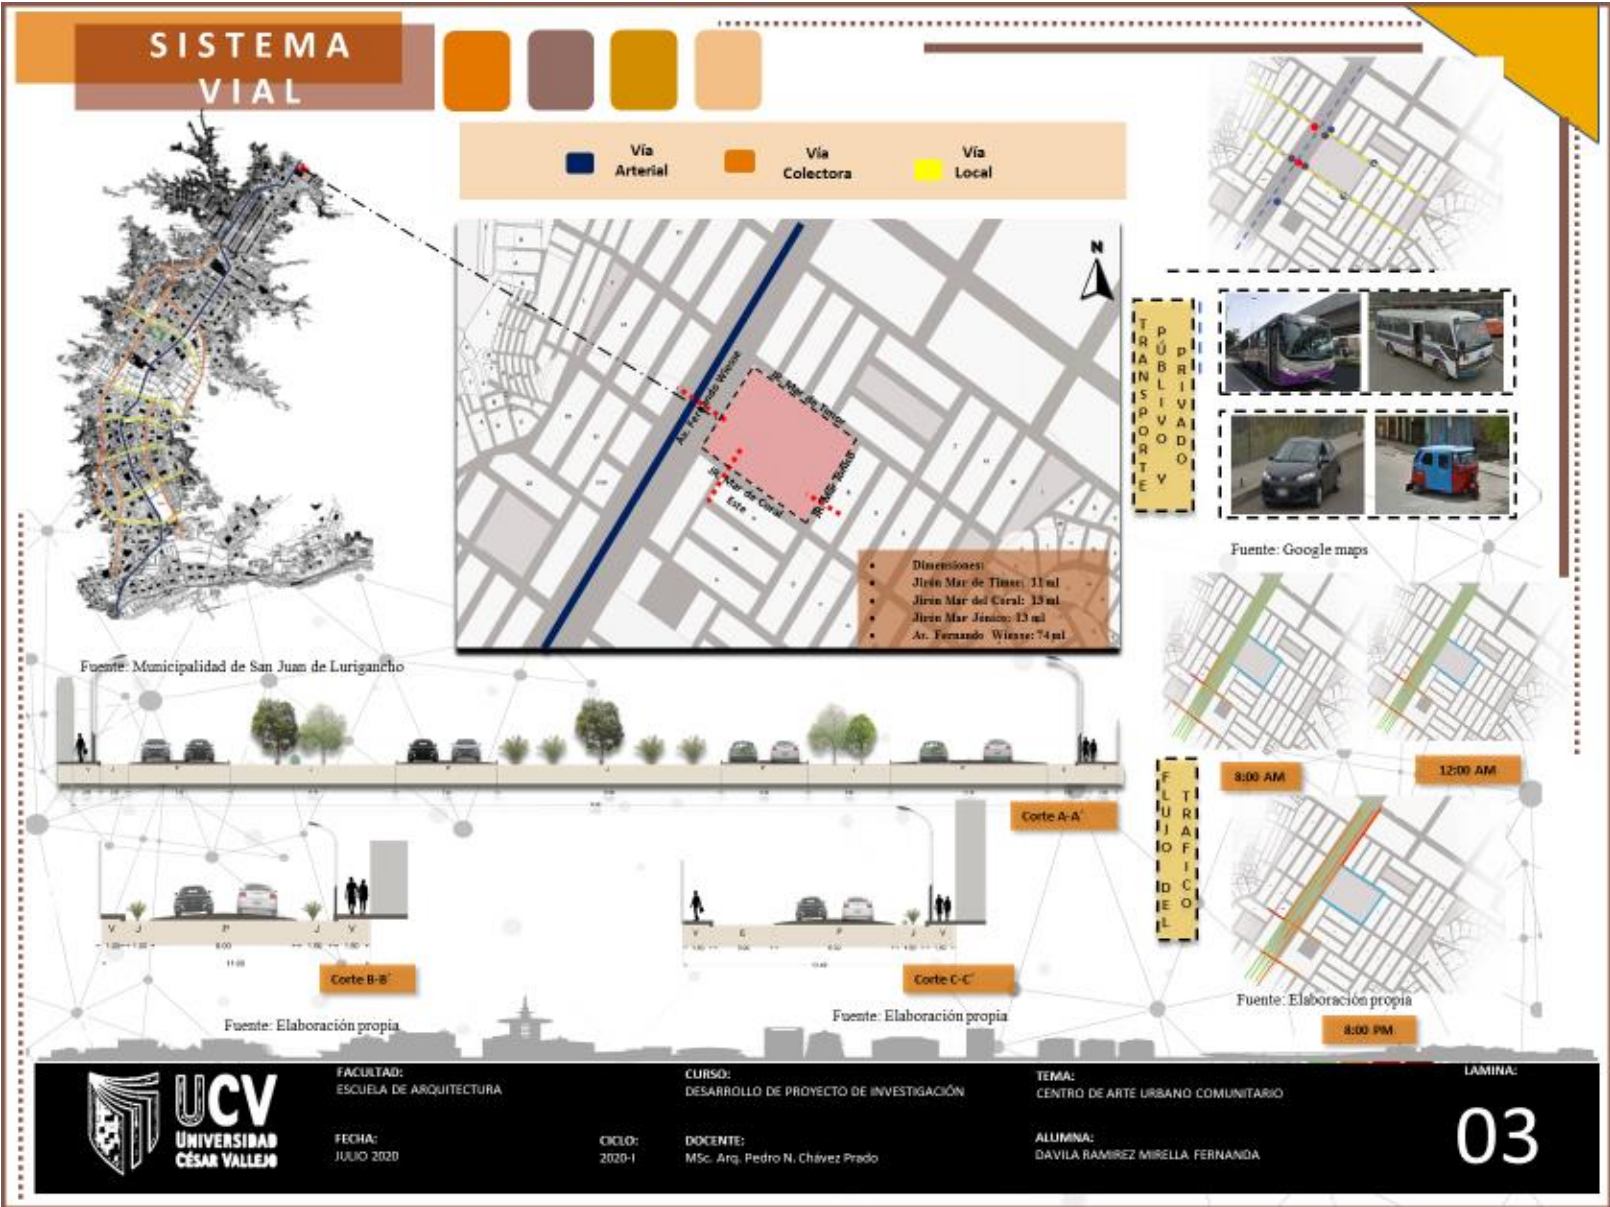 SISTEMA
VIAL
Vía
Arterial
Vía
Colectora
Vía
Local
N
Av. Fernando Wiesse
JR. Mar de Timor
JR. Mar de Coral
Este
Dimensiones:
Jirón Mar de Timor: 11 ml
Jirón Mar del Coral: 13 ml
Jirón Mar Jónico: 13 ml
Av. Fernando Wiesse: 74 ml
TRANSPORTE
PÚBLIVO Y
PRIVADO
Fuente: Google maps
Fuente: Municipalidad de San Juan de Lurigancho
8:00 AM
12:00 AM
FLUJO DEL
TRAFICO
Corte A-A´
V J P J V
11.00
Corte B-B´
V E P J V
Corte C-C´
Fuente: Elaboración propia
Fuente: Elaboración propia
Fuente: Elaboración propia
8:00 PM
UCV
UNIVERSIDAD
CÉSAR VALLEJO
FACULTAD:
ESCUELA DE ARQUITECTURA
FECHA:
JULIO 2020
CICLO:
2020-I
CURSO:
DESARROLLO DE PROYECTO DE INVESTIGACIÓN
DOCENTE:
MSc. Arq. Pedro N. Chávez Prado
TEMA:
CENTRO DE ARTE URBANO COMUNITARIO
ALUMNA:
DAVILA RAMIREZ MIRELLA FERNANDA
LAMINA:
03